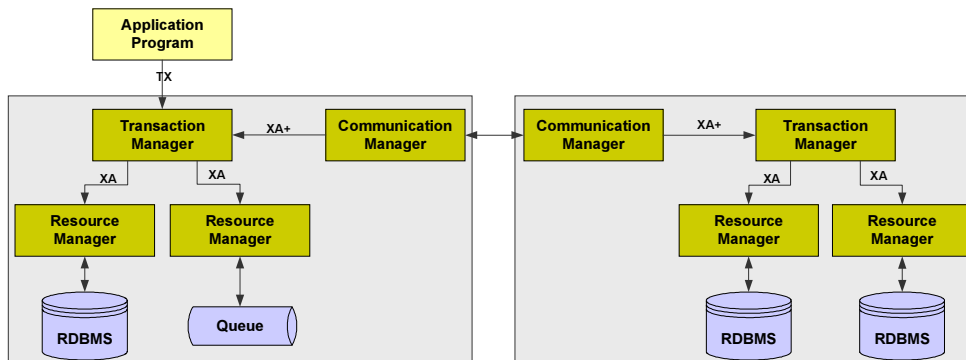 Application
Program
TX
Transaction
Manager
XA+
Communication
Manager
Communication
Manager
XA+
Transaction
Manager
XA
XA
XA
XA
Resource
Manager
Resource
Manager
Resource
Manager
Resource
Manager
RDBMS
Queue
RDBMS
RDBMS